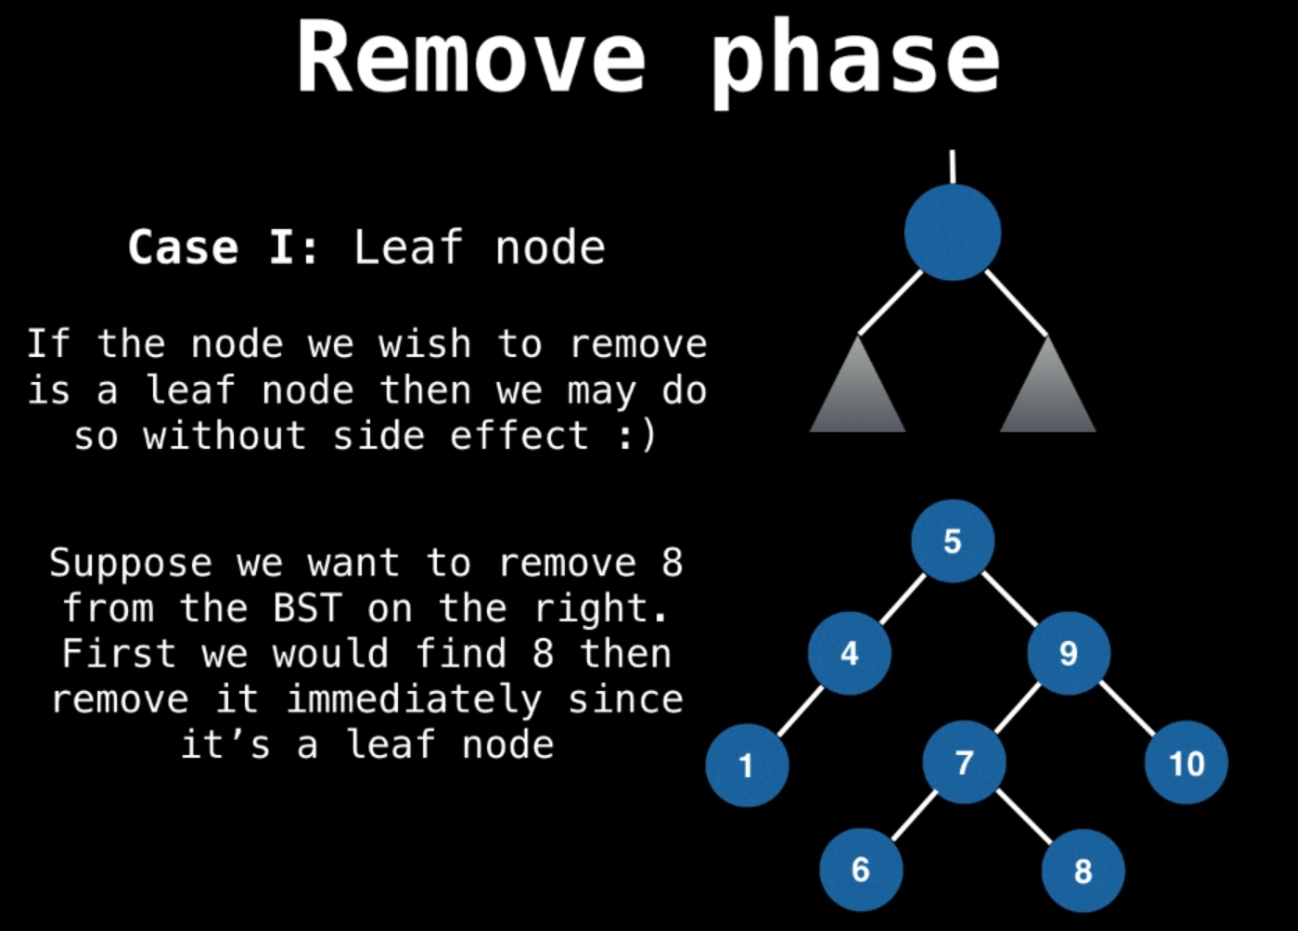 Remove phase
Case I: Leaf node
If the node we wish to remove
is a leaf node then we may do
so without side effect :)
Suppose we want to remove 8
from the BST on the right.
First we would find 8 then
remove it immediately since
it’s a leaf node
5
4
9
1
7
10
6
8